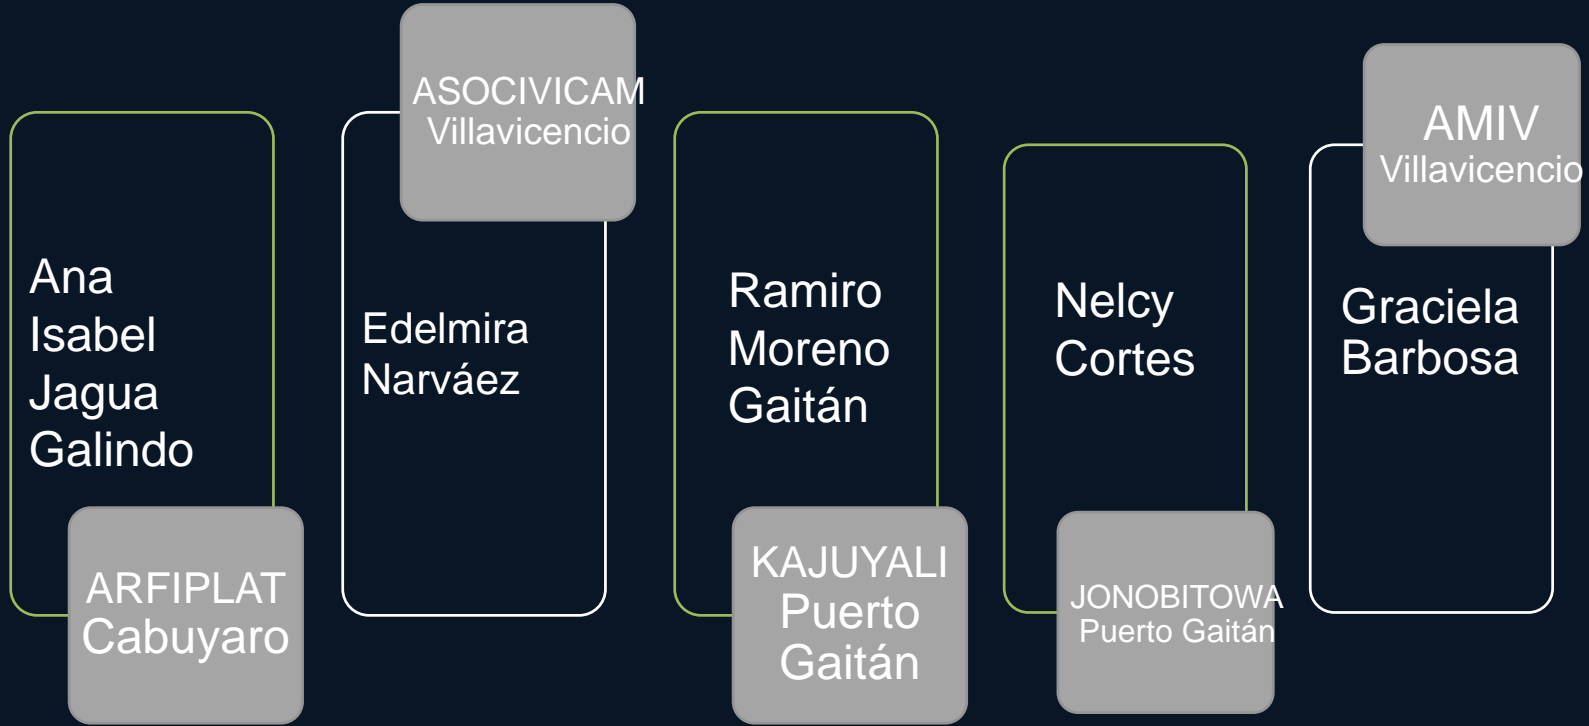 Ana
Isabel
Jagua
Galindo
ARFIPLAT
Cabuyaro
ASOCIVICAM
Villavicencio
Edelmira
Narváez
Ramiro
Moreno
Gaitán
KAJUYALI
Puerto
Gaitán
Nelcy
Cortes
JONOBITOWA
Puerto Gaitán
AMIV
Villavicencio
Graciela
Barbosa